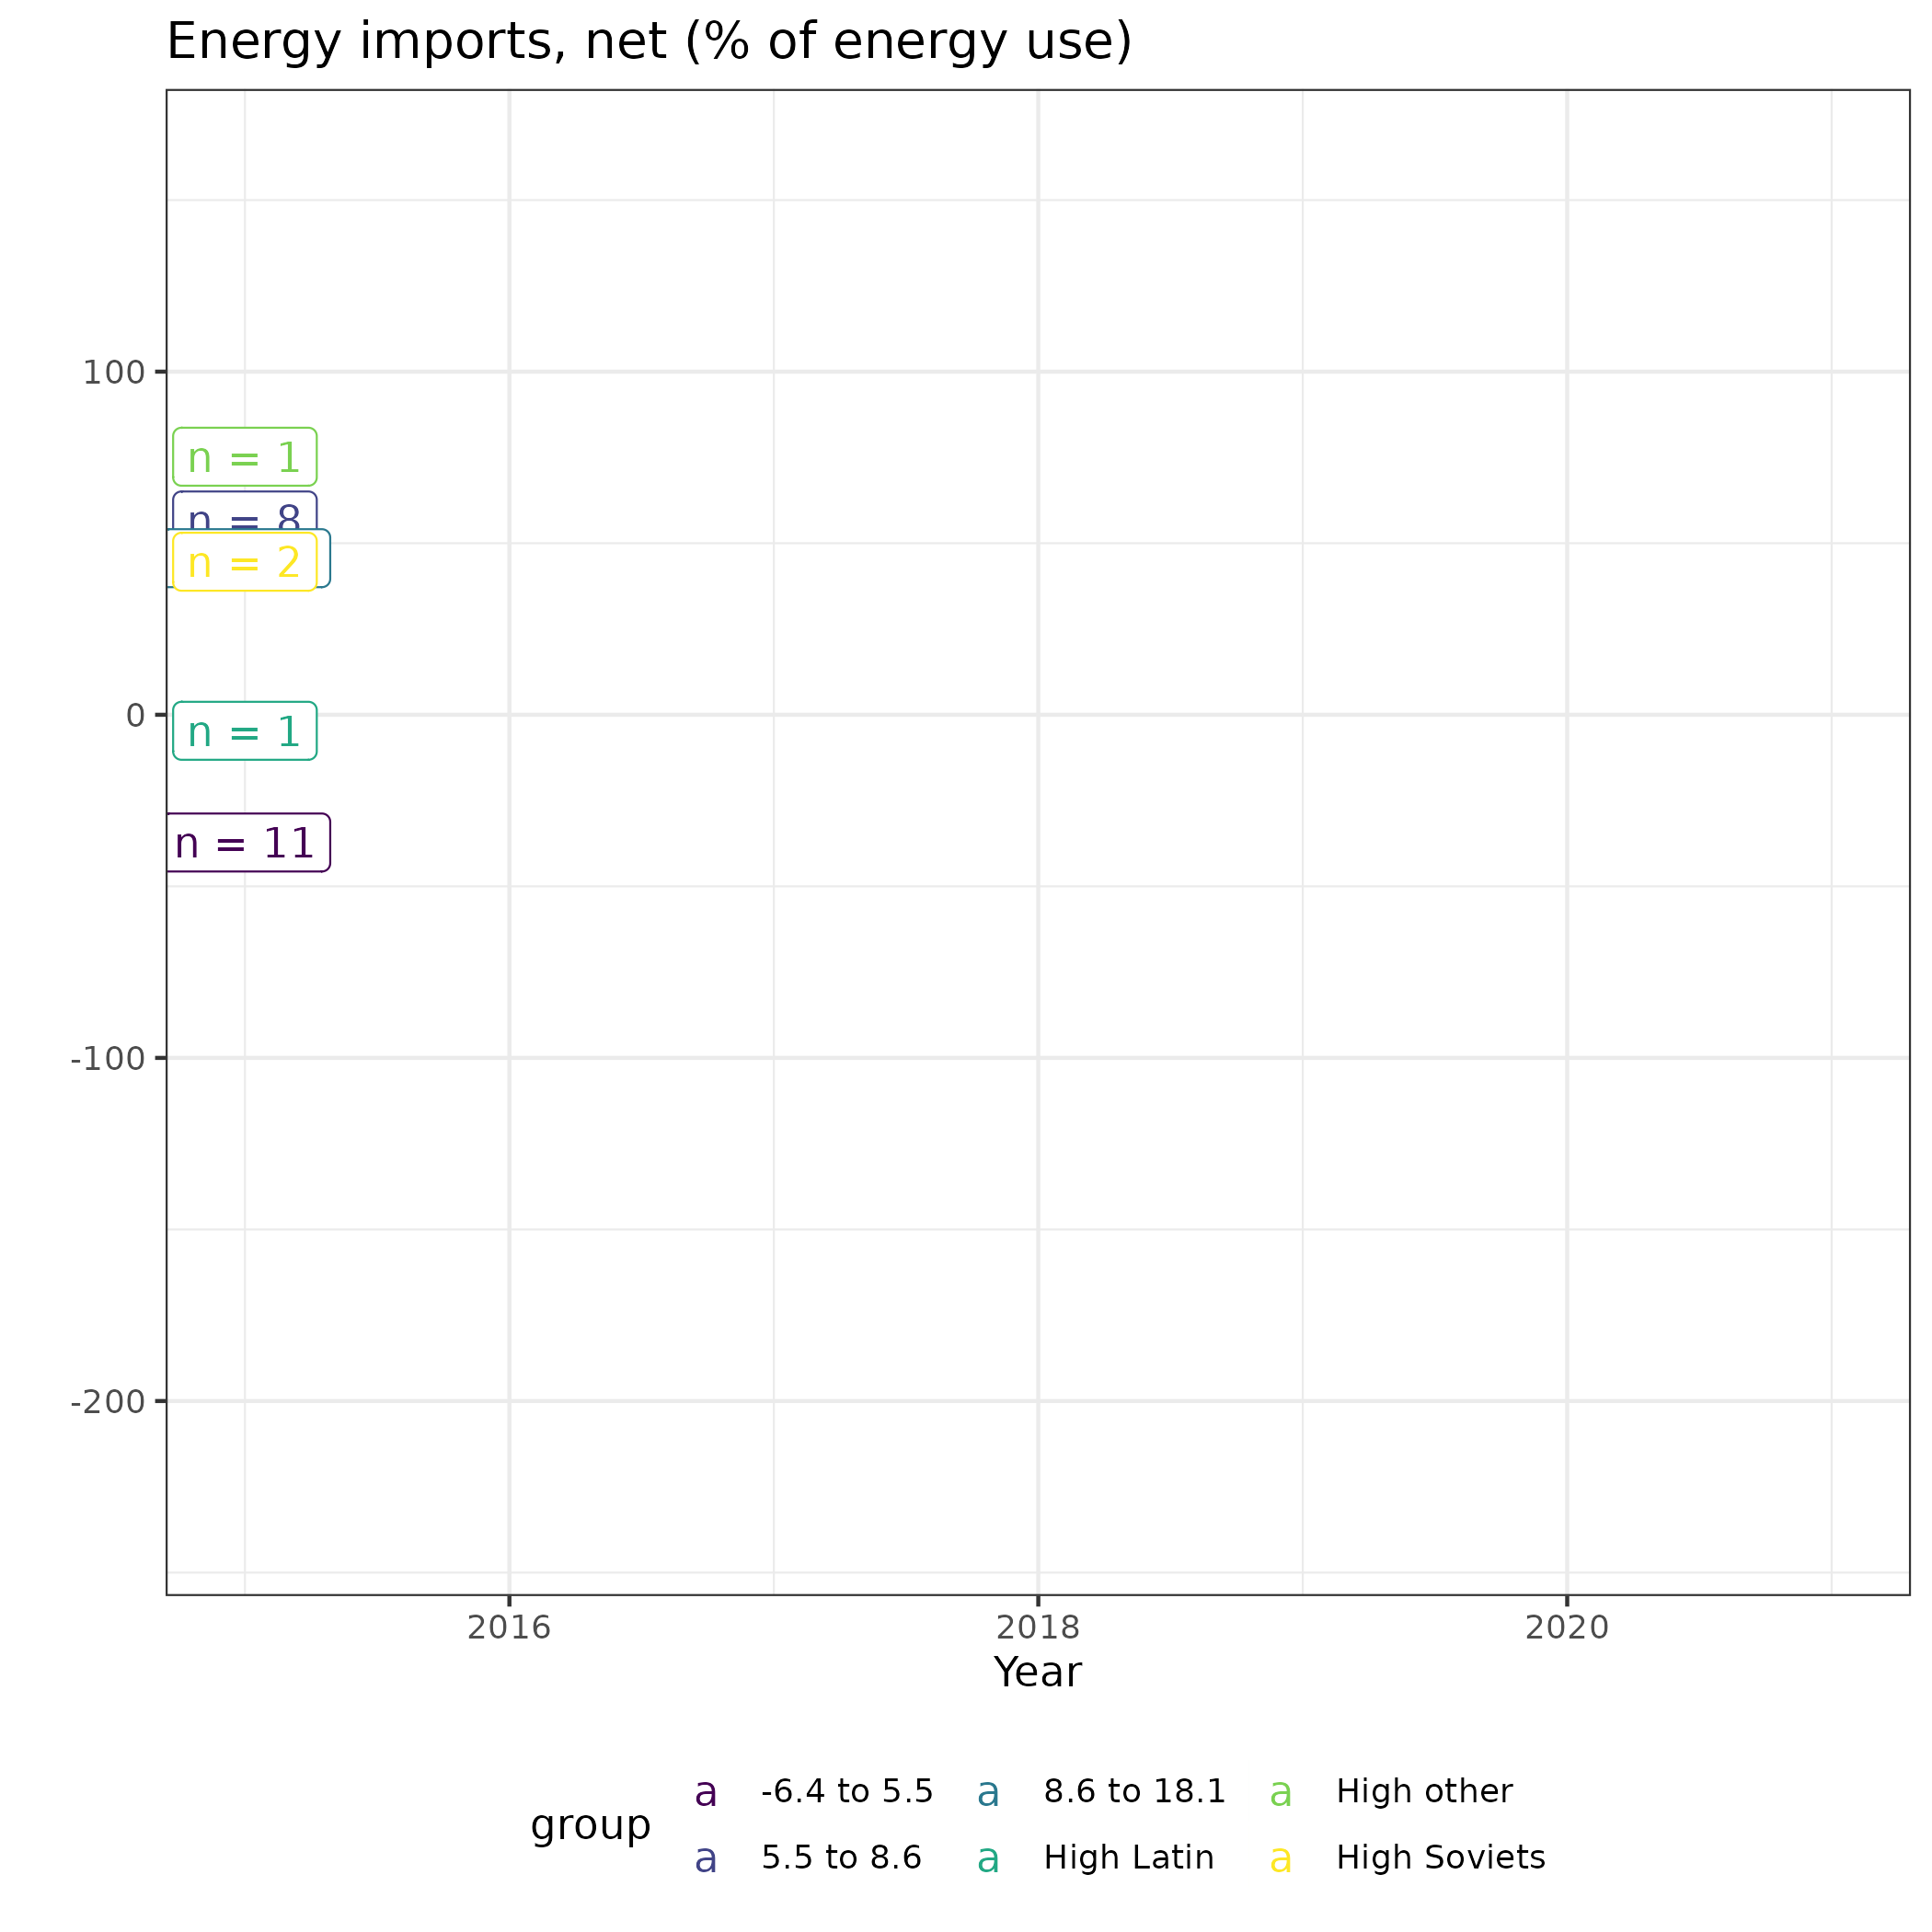 Energy imports, net (% of energy use)
100
n = 1
n = 8
n = 2
0
n = 1
n = 11
-100
-200
2016 2018 2020
Year
group
a -6.4 to 5.5 a 8.6 to 18.1 a High other
a 5.5 to 8.6 a High Latin a High Soviets